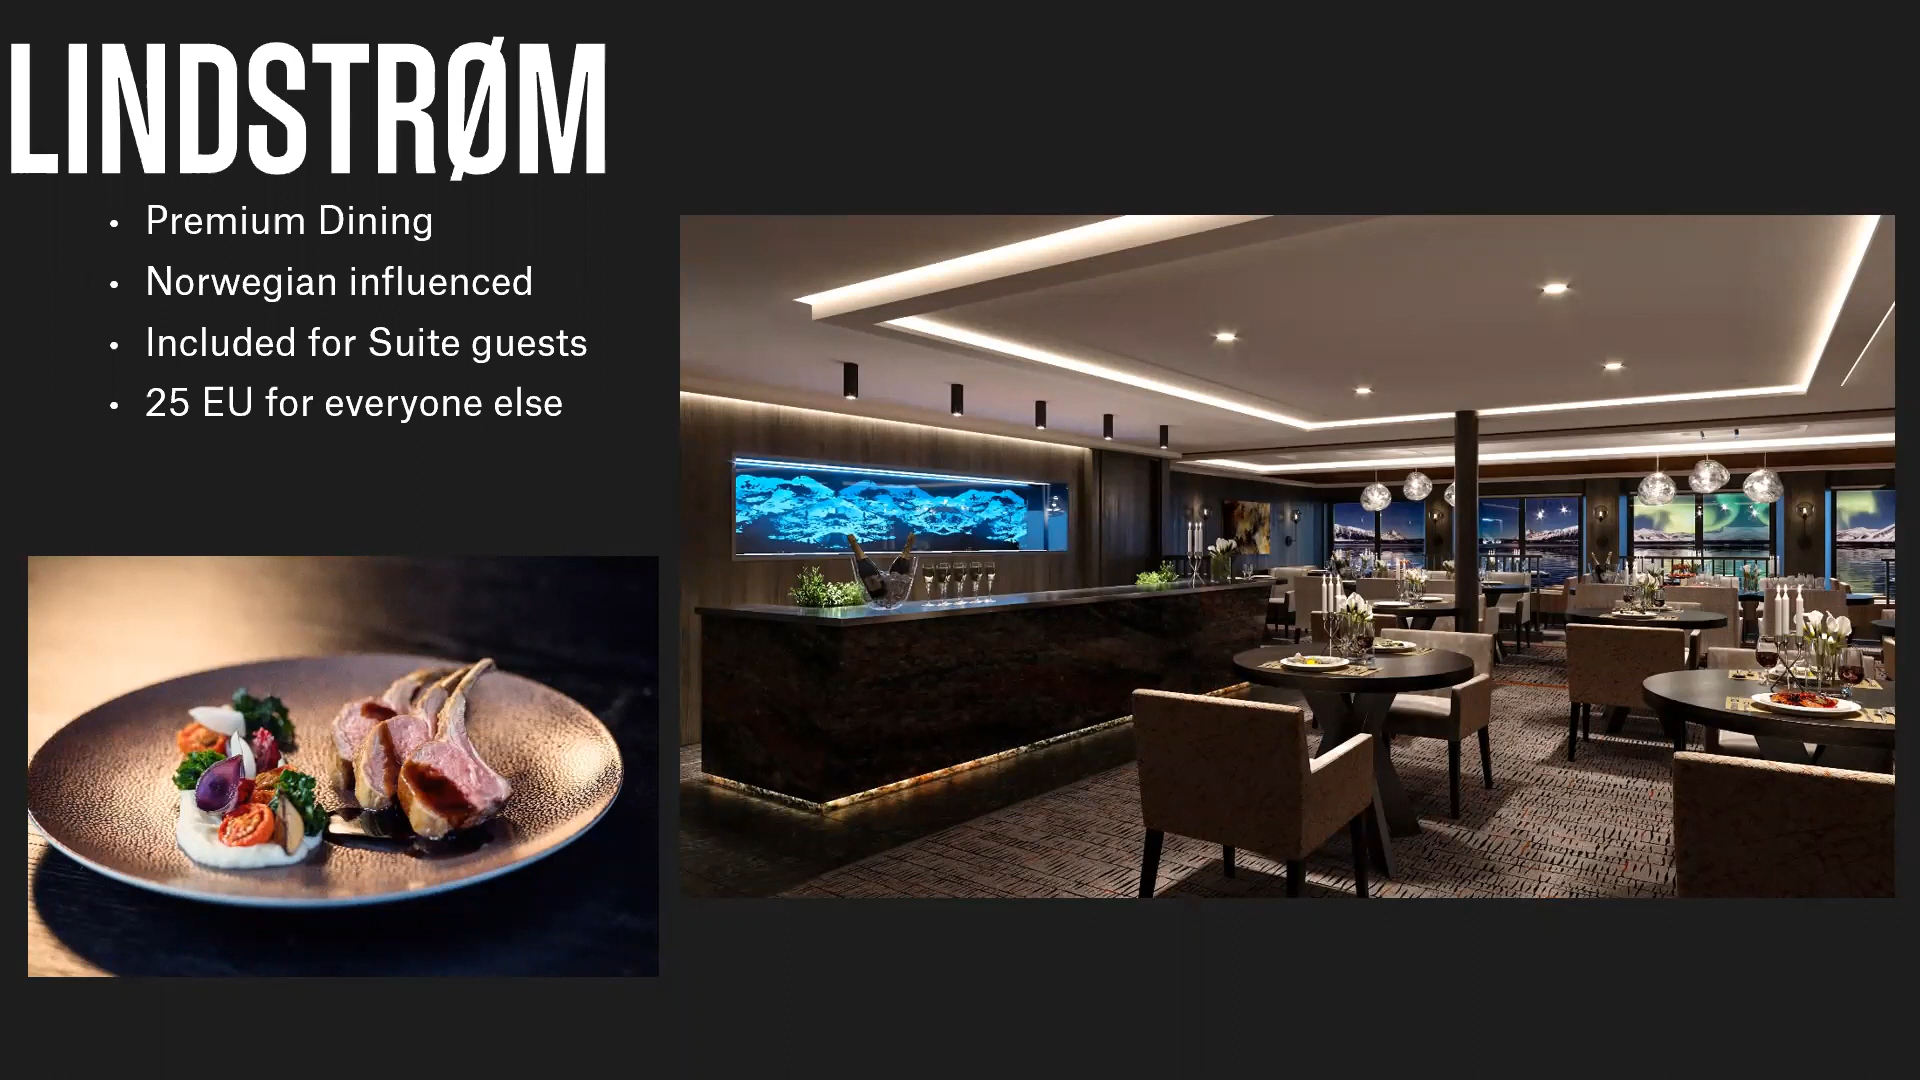 LINDSTRØM
• Premium Dining
• Norwegian influenced
• Included for Suite guests
• 25 EU for everyone else